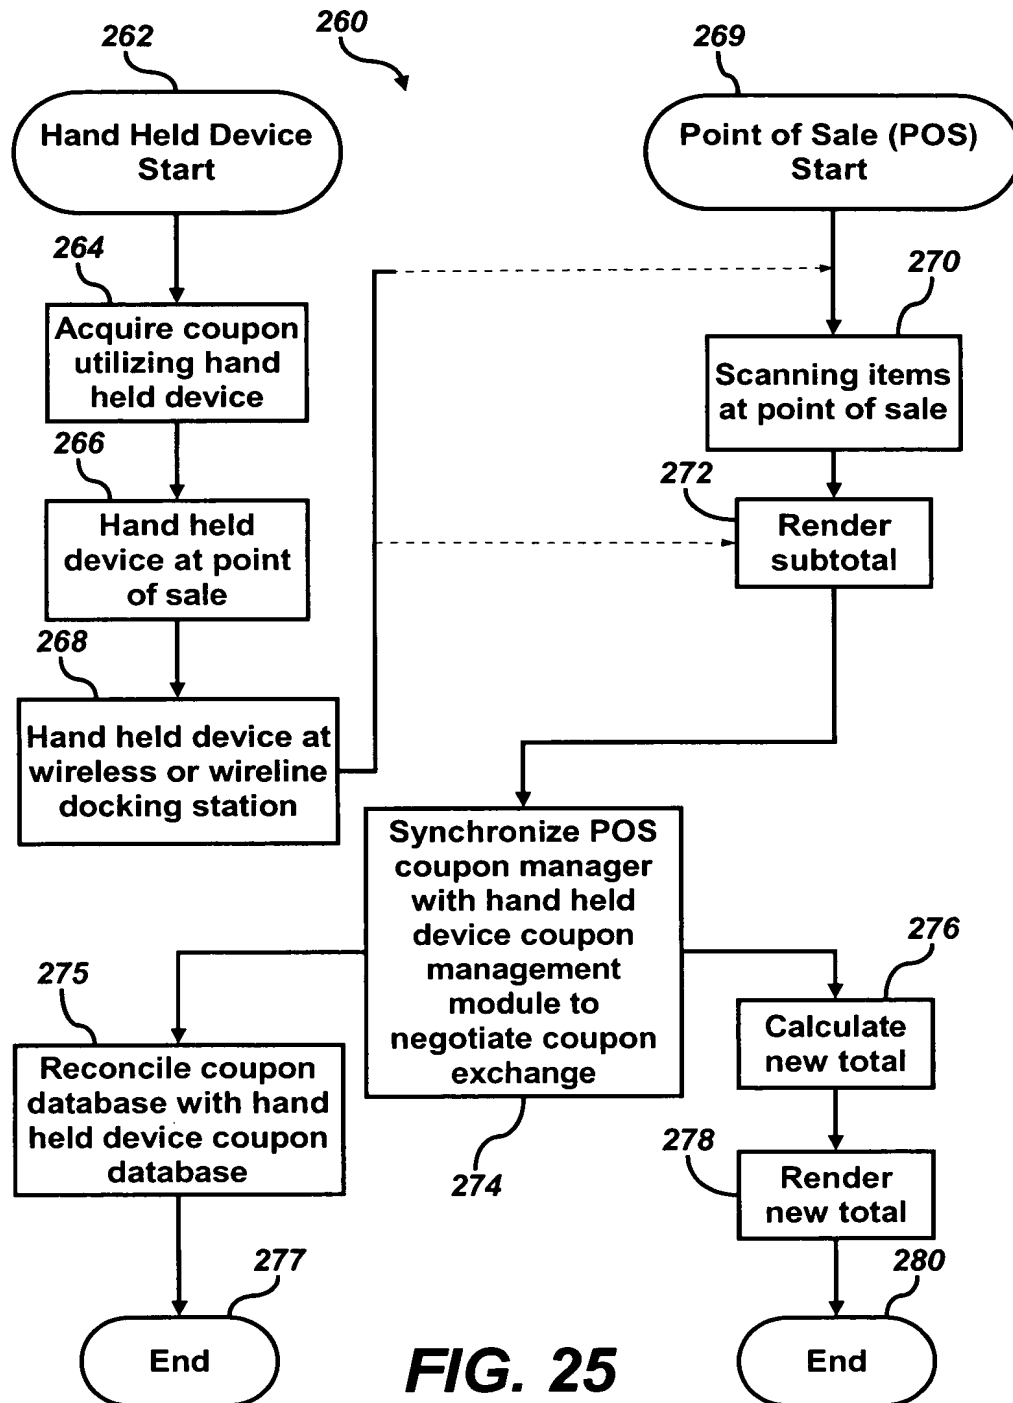 260
262
Hand Held Device
Start
264
Acquire coupon
utilizing hand
held device
266
Hand held
device at point
of sale
268
Hand held device at
wireless or wireline
docking station
269
Point of Sale (POS)
Start
270
Scanning items
at point of sale
272
Render
subtotal
Synchronize POS
coupon manager
with hand held
device coupon
management
module to
negotiate coupon
exchange
274
275
Reconcile coupon
database with hand
held device coupon
database
277
End
276
Calculate
new total
278
Render
new total
280
End
FIG. 25